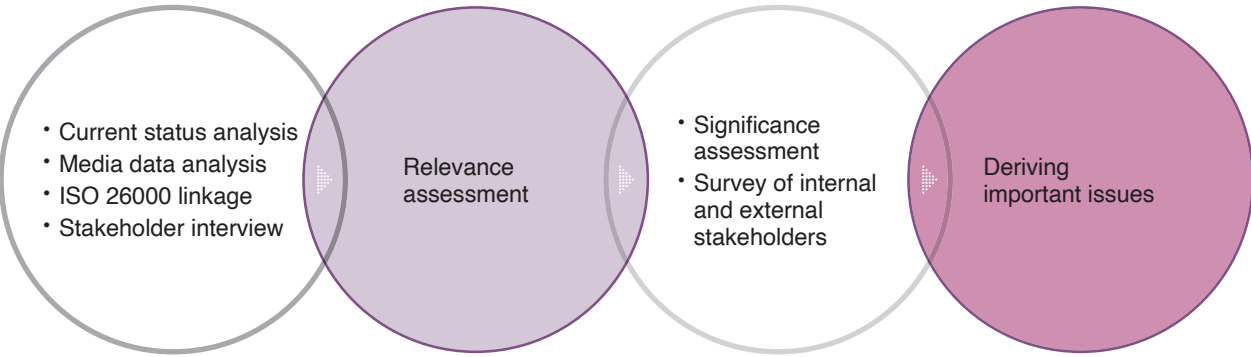 ・Current status analysis
・Media data analysis
・ISO 26000 linkage
・Stakeholder interview
Relevance
assessment
・Significance
assessment
・Survey of internal
and external
stakeholders
Deriving
important issues